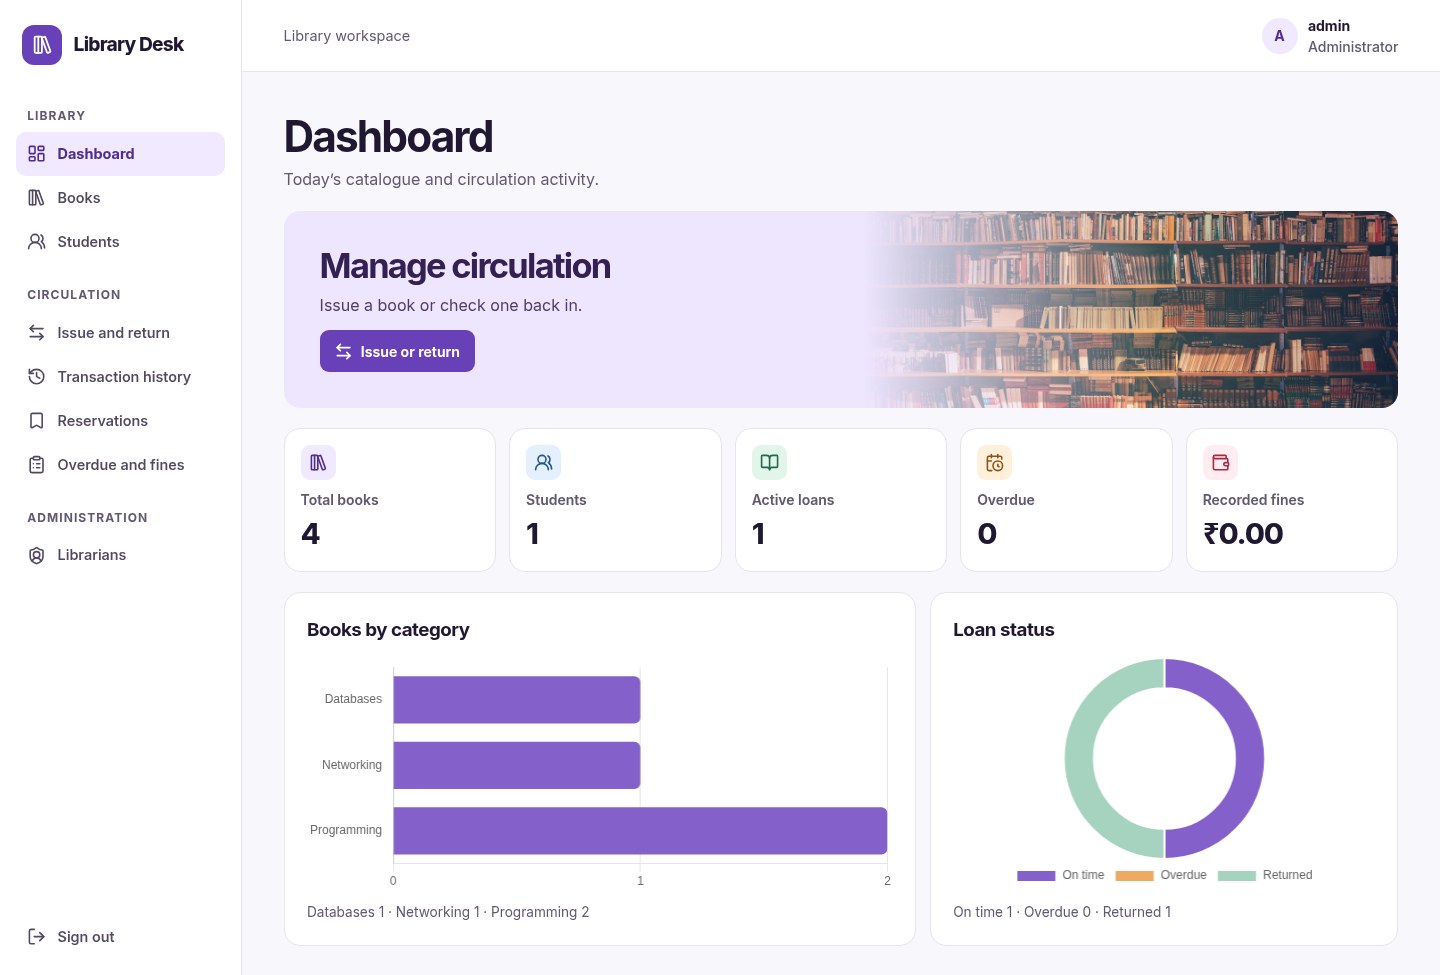 Library Desk
LIBRARY
Dashboard
Books
Students
CIRCULATION
Issue and return
Transaction history
Reservations
Overdue and fines
ADMINISTRATION
Librarians
Sign out
Library workspace
A
admin
Administrator
Dashboard
Today's catalogue and circulation activity.
Manage circulation
Issue a book or check one back in.
Issue or return
Total books
4
Students
1
Active loans
1
Overdue
0
Recorded fines
₹0.00
Books by category
Databases
Networking
Programming
0 1 2
Databases 1 · Networking 1 · Programming 2
Loan status
On time Overdue Returned
On time 1 · Overdue 0 · Returned 1